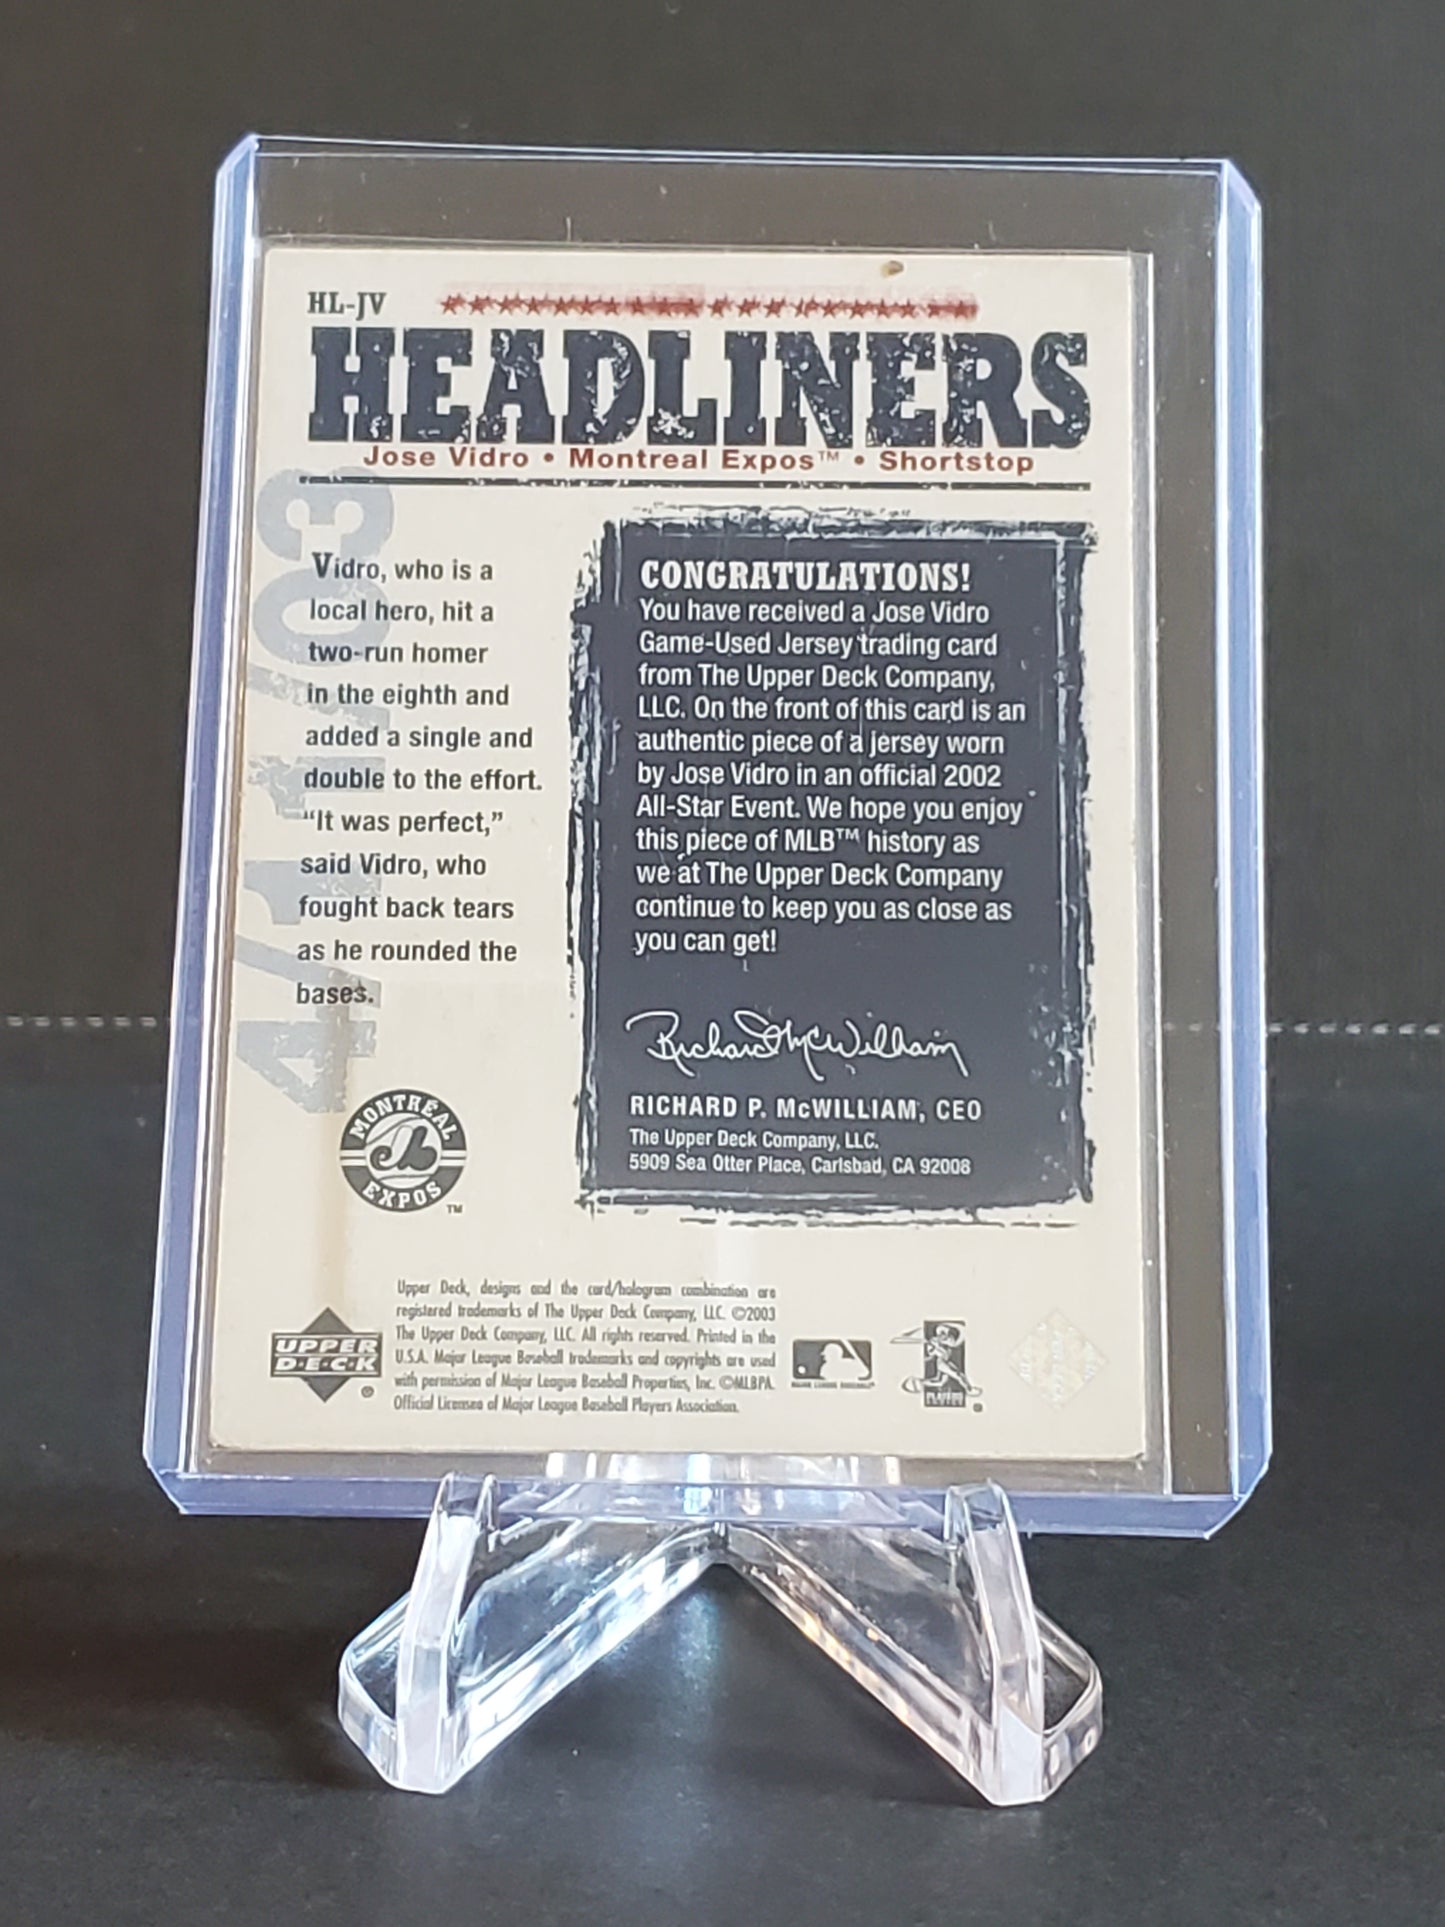 HL-JV
HEADLINERS
Jose Vidro • Montreal Expos™ • Shortstop
4/11/03
Vidro, who is a
local hero, hit a
two-run homer
in the eighth and
added a single and
double to the effort.
“It was perfect,”
said Vidro, who
fought back tears
as he rounded the
bases.
MONTRÉAL
EXPOS
TM
CONGRATULATIONS!
You have received a Jose Vidro
Game-Used Jersey trading card
from The Upper Deck Company,
LLC. On the front of this card is an
authentic piece of a jersey worn
by Jose Vidro in an official 2002
All-Star Event. We hope you enjoy
this piece of MLB™ history as
we at The Upper Deck Company
continue to keep you as close as
you can get!
Richard McWilliam
RICHARD P. McWILLIAM, CEO
The Upper Deck Company, LLC.
5909 Sea Otter Place, Carlsbad, CA 92008
UPPER
D•E•C•K
®
Upper Deck, designs and the card/hologram combination are
registered trademarks of The Upper Deck Company, LLC. ©2003
The Upper Deck Company, LLC. All rights reserved. Printed in the
U.S.A. Major League Baseball trademarks and copyrights are used
with permission of Major League Baseball Properties, Inc. ©MLBPA
Official Licensee of Major League Baseball Players Association.
MAJOR LEAGUE BASEBALL
PLAYERS
®